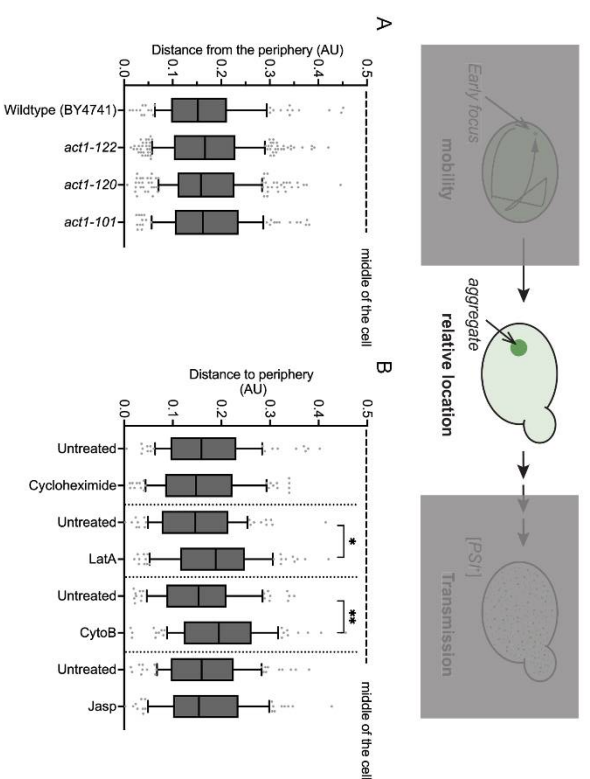 Early focus
mobility
aggregate
relative location
[PSI⁺]
Transmission
A
Distance from the periphery (AU)
0.5
0.4
0.3
0.2
0.1
0.0
middle of the cell
Wildtype (BY4741)
act1-122
act1-120
act1-101
B
Distance to periphery
(AU)
0.5
0.4
0.3
0.2
0.1
0.0
middle of the cell
*
**
Untreated
Cycloheximide
Untreated
LatA
Untreated
CytoB
Untreated
Jasp